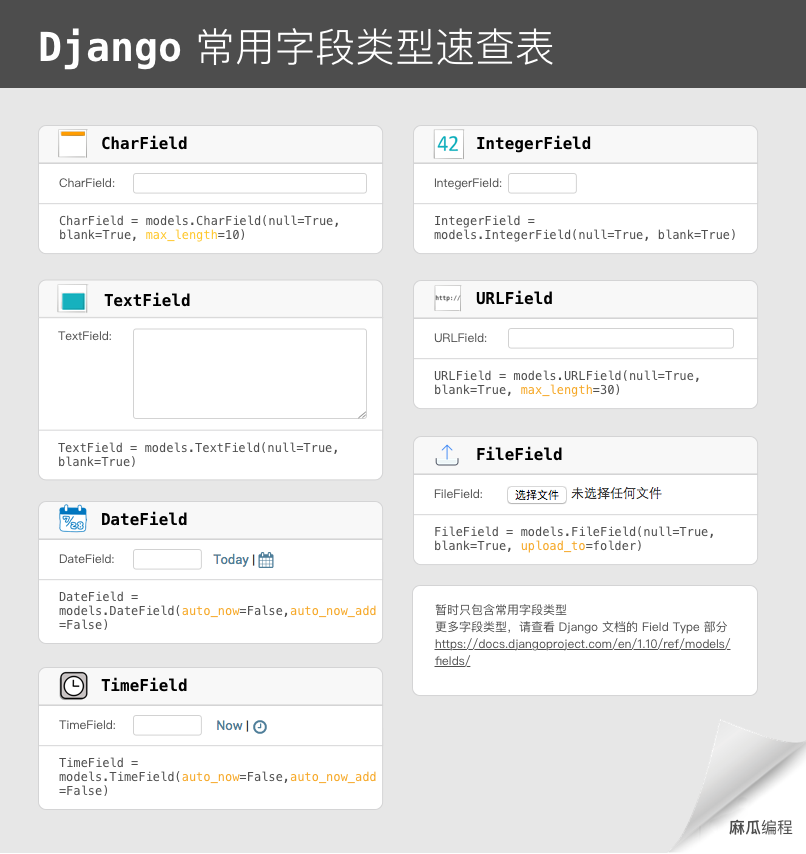 Django 常用字段类型速查表
CharField
CharField:
CharField = models.CharField(null=True,
blank=True, max_length=10)
TextField
TextField:
TextField = models.TextField(null=True,
blank=True)
7/28
DateField
DateField:
Today |
DateField =
models.DateField(auto_now=False,auto_now_add
=False)
TimeField
TimeField:
Now |
TimeField =
models.TimeField(auto_now=False,auto_now_add
=False)
42
IntegerField
IntegerField:
IntegerField =
models.IntegerField(null=True, blank=True)
http://
URLField
URLField:
URLField = models.URLField(null=True,
blank=True, max_length=30)
FileField
FileField:
选择文件 未选择任何文件
FileField = models.FileField(null=True,
blank=True, upload_to=folder)
暂时只包含常用字段类型
更多字段类型，请查看 Django 文档的 Field Type 部分
https://docs.djangoproject.com/en/1.10/ref/models/
fields/
麻瓜编程